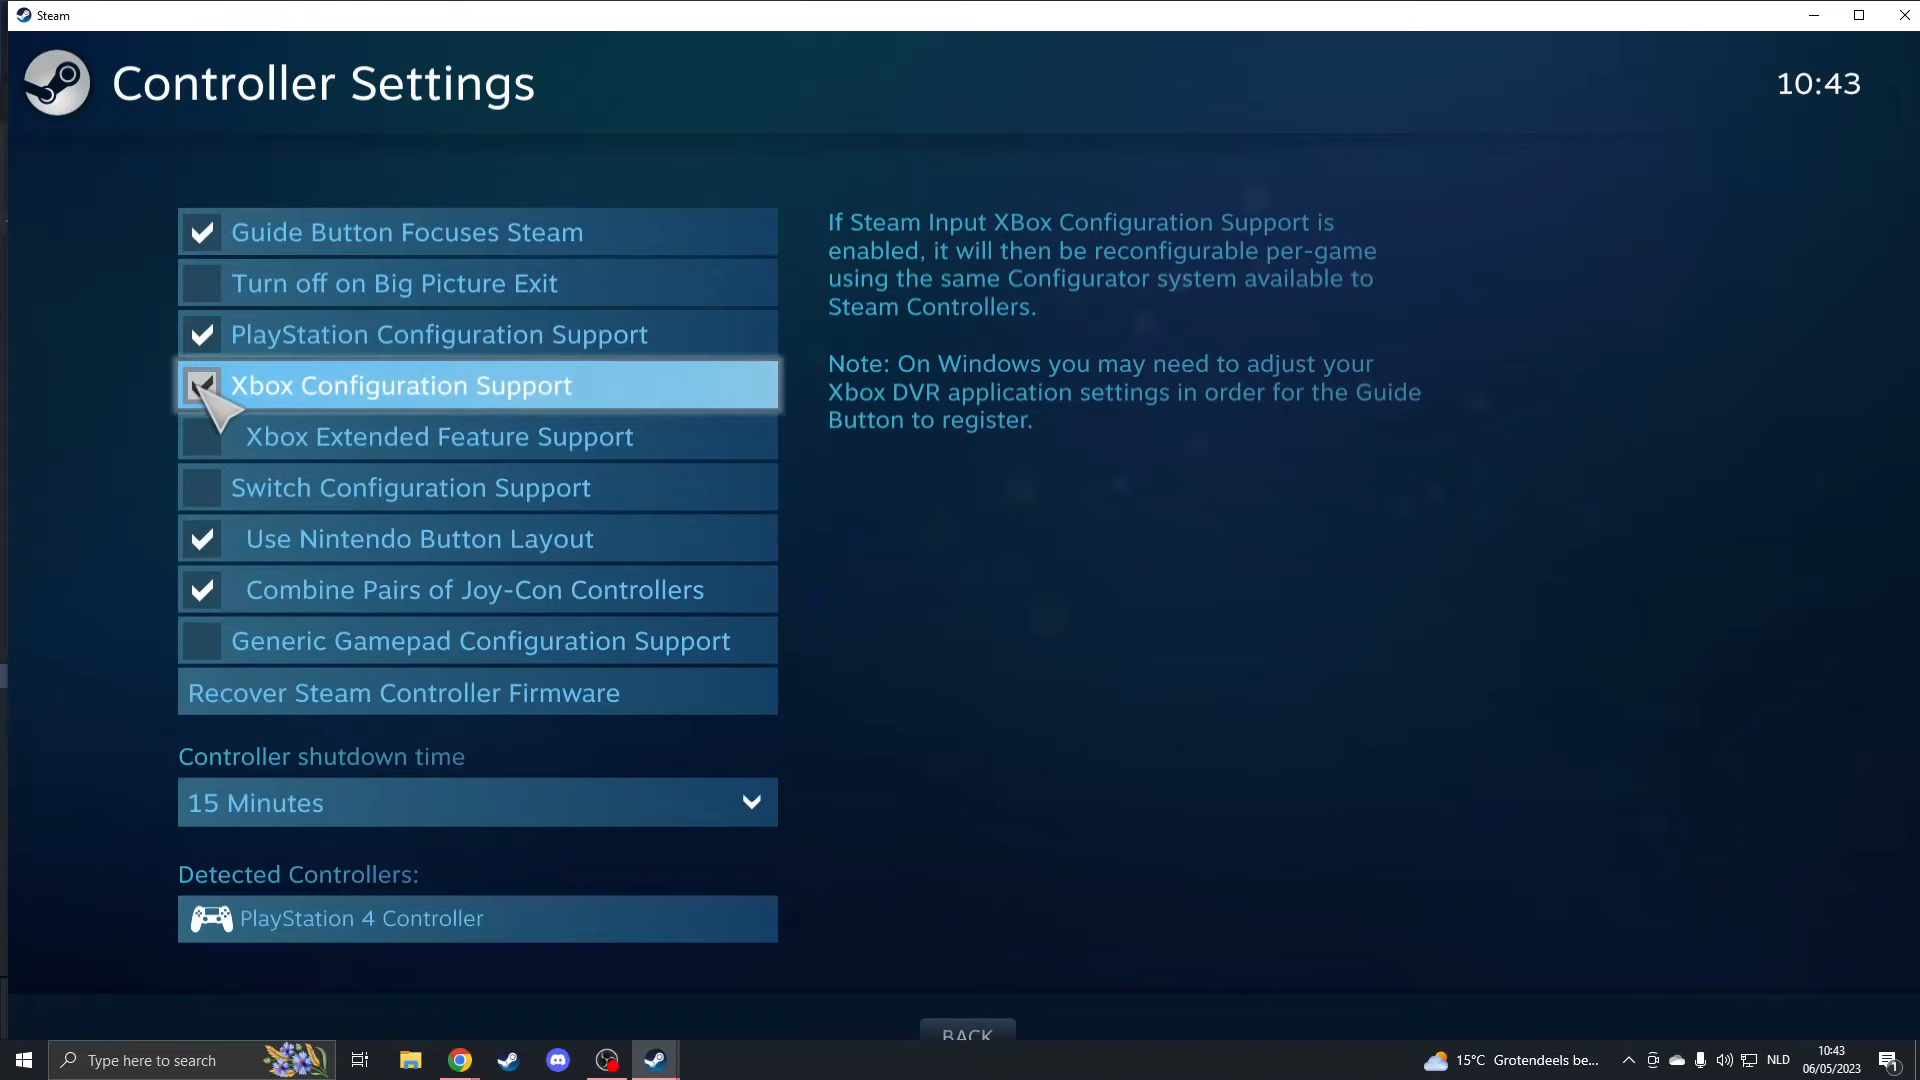 Steam
Controller Settings
10:43
Guide Button Focuses Steam
Turn off on Big Picture Exit
PlayStation Configuration Support
Xbox Configuration Support
Xbox Extended Feature Support
Switch Configuration Support
Use Nintendo Button Layout
Combine Pairs of Joy-Con Controllers
Generic Gamepad Configuration Support
Recover Steam Controller Firmware
Controller shutdown time
15 Minutes
Detected Controllers:
PlayStation 4 Controller
If Steam Input XBox Configuration Support is
enabled, it will then be reconfigurable per-game
using the same Configurator system available to
Steam Controllers.
Note: On Windows you may need to adjust your
Xbox DVR application settings in order for the Guide
Button to register.
BACK
Type here to search
15°C Grotendeels be...
NLD
10:43
06/05/2023
1